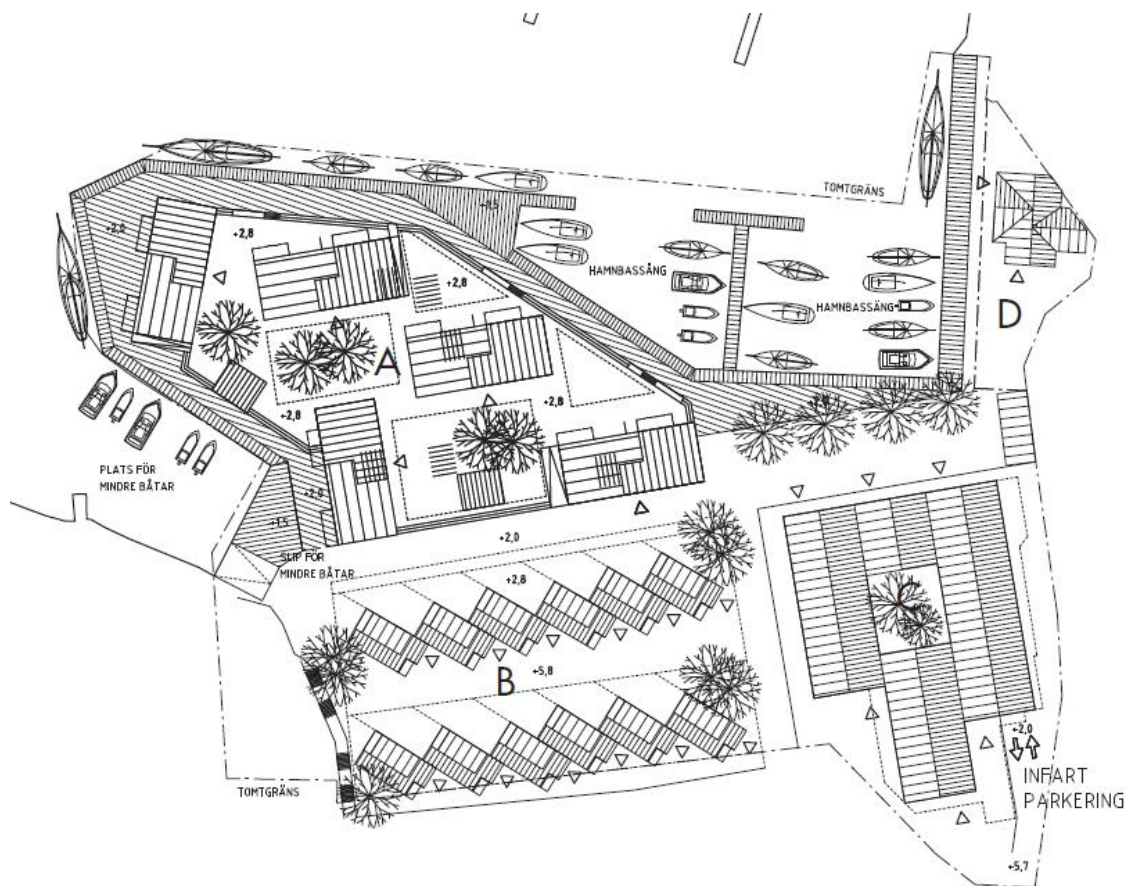 TOMTGRÄNS
+2,0
+2,8
+1,5
+2,8
HAMNBASSÄNG
HAMNBASSÄNG
D
A
+2,8
+2,8
PLATS FÖR
MINDRE BÅTAR
+2,0
+1,5
+2,0
SLIP FÖR
MINDRE BÅTAR
+2,8
C
B
+5,8
+2,0
INFART
PARKERING
TOMTGRÄNS
+5,7